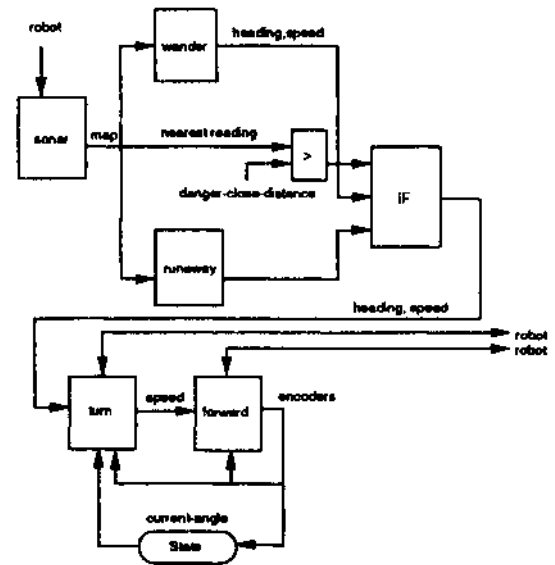 robot
wander
heading,speed
sonar
map
nearest reading
>
danger-close-distance
IF
runaway
heading, speed
robot
robot
turn
speed
forward
encoders
current-angle
State